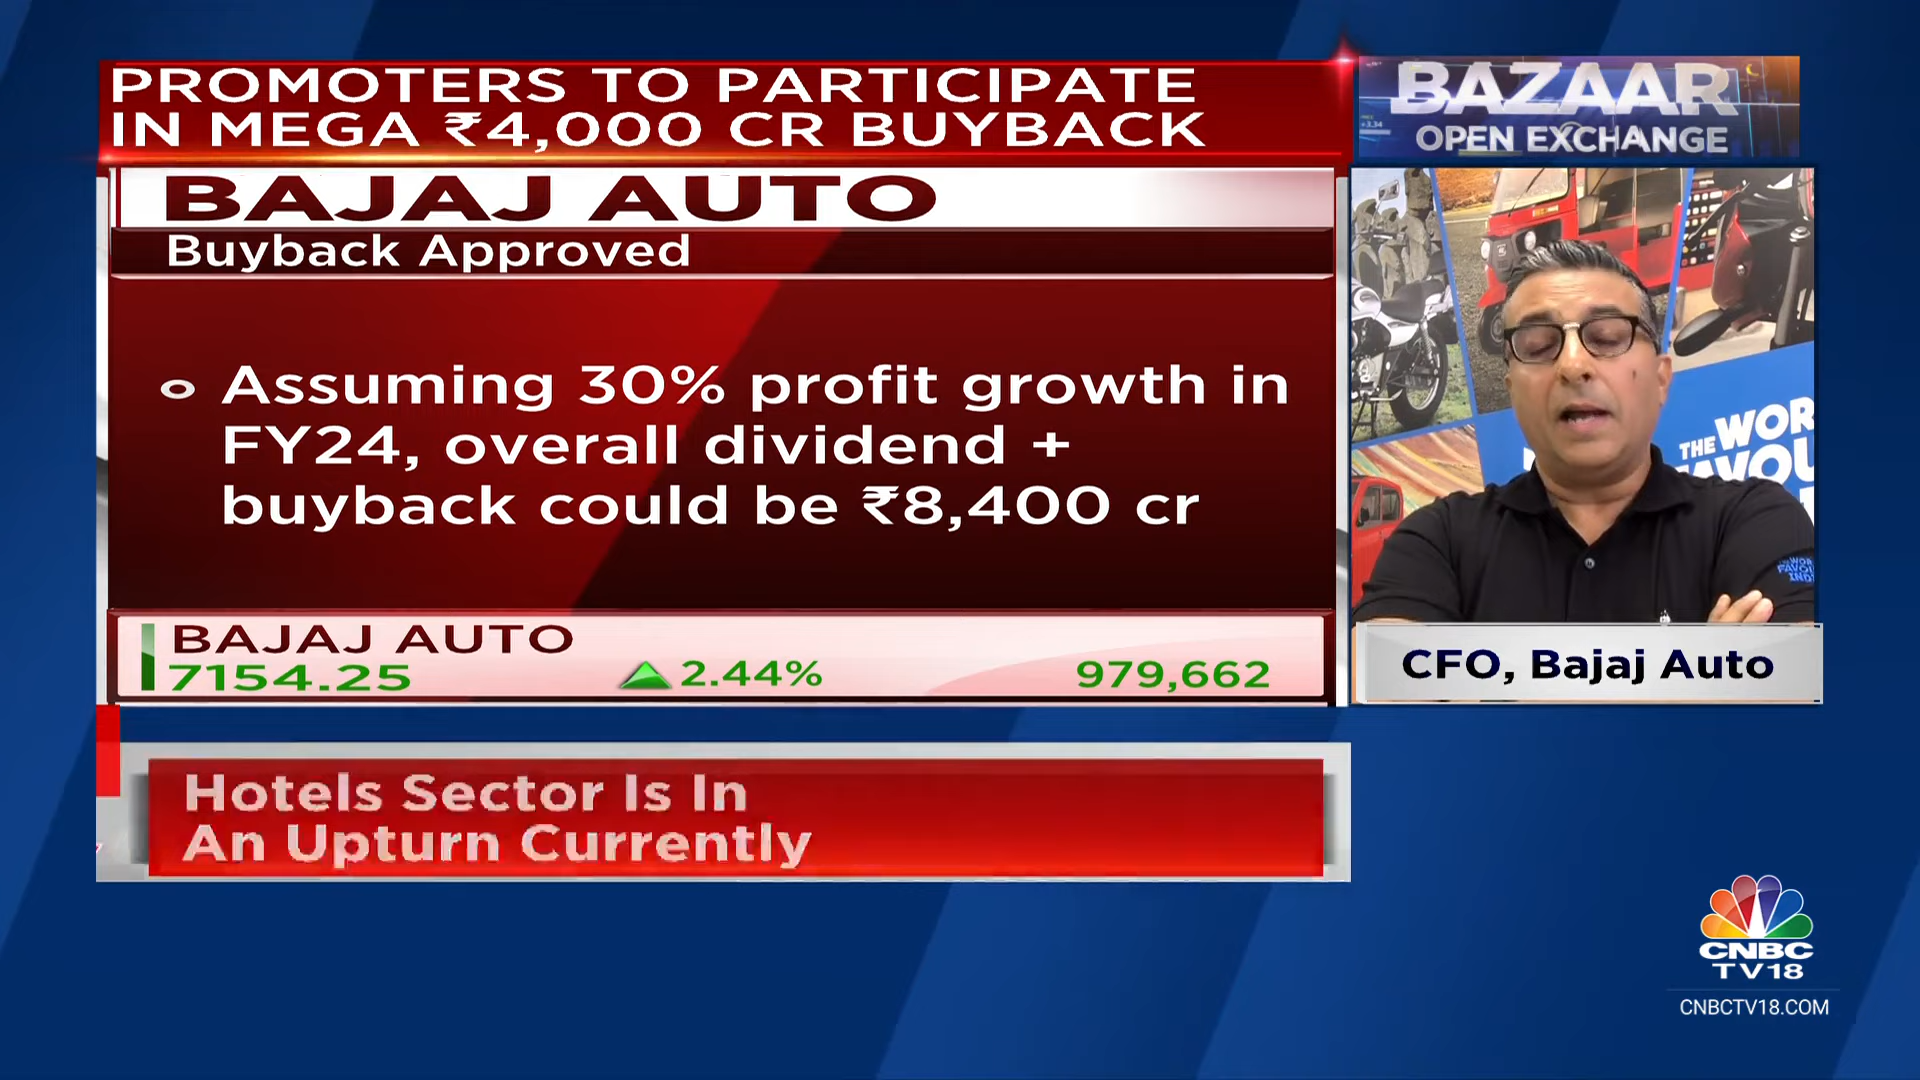 PROMOTERS TO PARTICIPATE
IN MEGA ₹4,000 CR BUYBACK
BAZAAR
OPEN EXCHANGE
BAJAJ AUTO
Buyback Approved
Assuming 30% profit growth in
FY24, overall dividend +
buyback could be ₹8,400 cr
THE WOR
BAJAJ AUTO
7154.25 ▲ 2.44% 979,662
CFO, Bajaj Auto
Hotels Sector Is In
An Upturn Currently
CNBC
TV18
CNBCTV18.COM